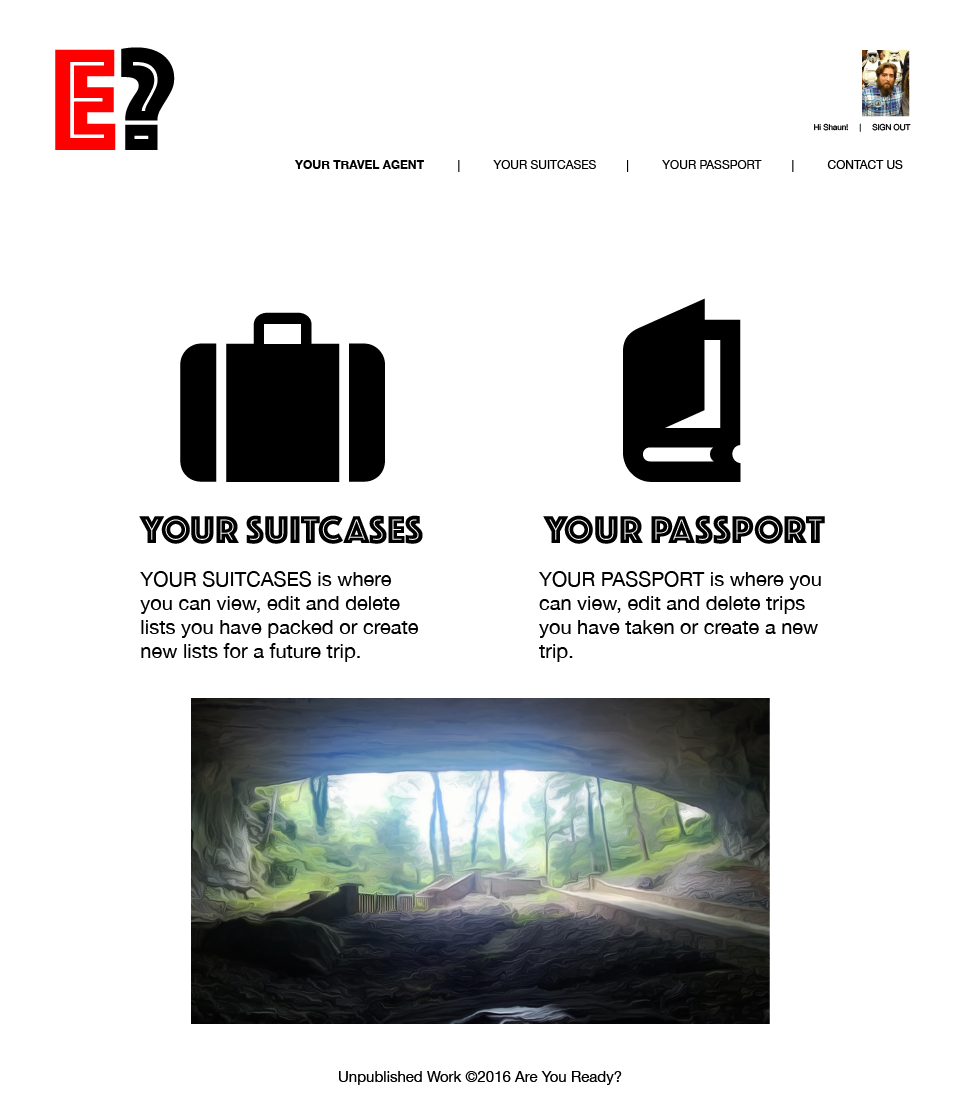 E?
Hi Shaun! | SIGN OUT
YOUR TRAVEL AGENT | YOUR SUITCASES | YOUR PASSPORT | CONTACT US
YOUR SUITCASES
YOUR SUITCASES is where
you can view, edit and delete
lists you have packed or create
new lists for a future trip.
YOUR PASSPORT
YOUR PASSPORT is where you
can view, edit and delete trips
you have taken or create a new
trip.
Unpublished Work ©2016 Are You Ready?